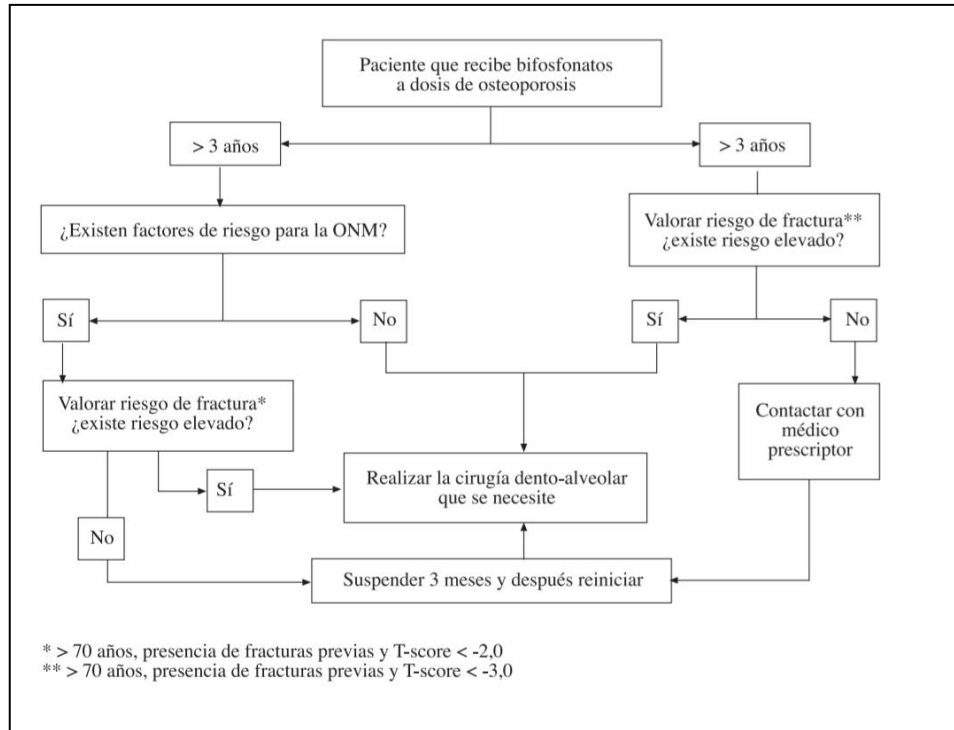 Paciente que recibe bifosfonatos
a dosis de osteoporosis
> 3 años
> 3 años
¿Existen factores de riesgo para la ONM?
Valorar riesgo de fractura**
¿existe riesgo elevado?
Sí
No
Sí
No
Valorar riesgo de fractura*
¿existe riesgo elevado?
Contactar con
médico
prescriptor
Sí
Realizar la cirugía dento-alveolar
que se necesite
No
Suspender 3 meses y después reiniciar
* > 70 años, presencia de fracturas previas y T-score < -2,0
** > 70 años, presencia de fracturas previas y T-score < -3,0